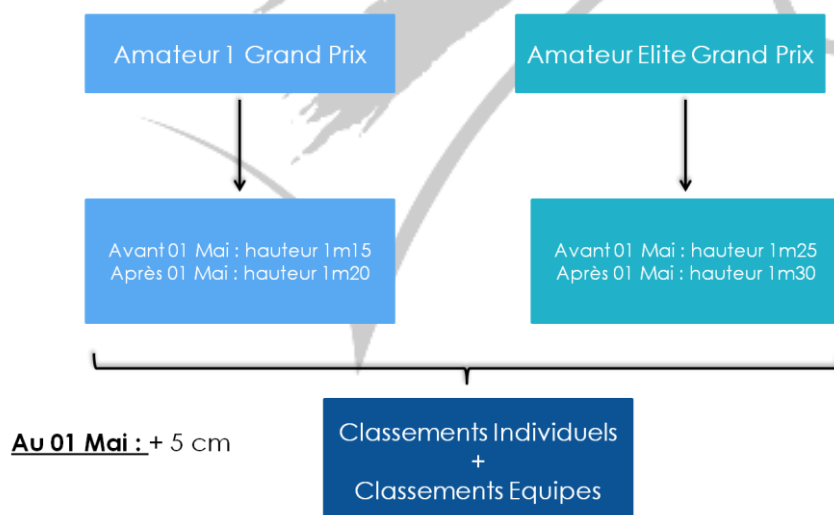 Amateur 1 Grand Prix
Amateur Elite Grand Prix
Avant 01 Mai : hauteur 1m15
Après 01 Mai : hauteur 1m20
Avant 01 Mai : hauteur 1m25
Après 01 Mai : hauteur 1m30
Au 01 Mai : + 5 cm
Classements Individuels
+
Classements Equipes